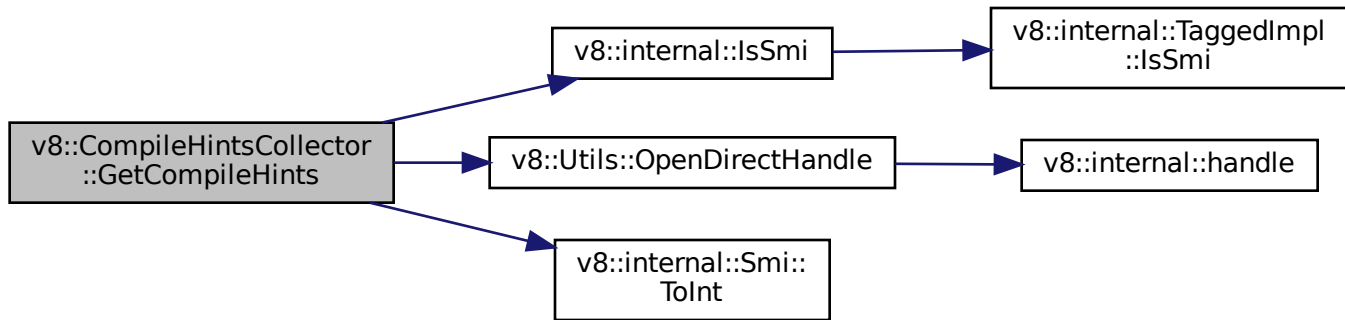 v8::CompileHintsCollector
::GetCompileHints
v8::internal::IsSmi
v8::internal::TaggedImpl
::IsSmi
v8::Utils::OpenDirectHandle
v8::internal::handle
v8::internal::Smi::
ToInt